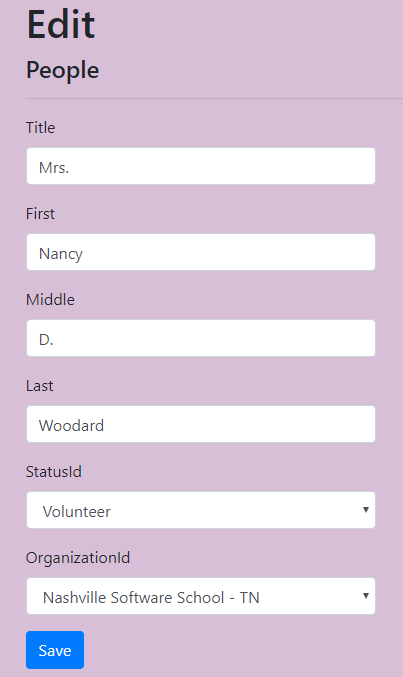 Edit
People
Title
Mrs.
First
Nancy
Middle
D.
Last
Woodard
StatusId
Volunteer
OrganizationId
Nashville Software School - TN
Save